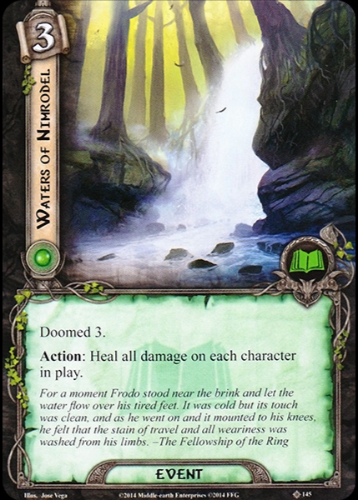 3
WATERS OF NIMRODEL
Doomed 3.
Action: Heal all damage on each character
in play.
For a moment Frodo stood near the brink and let the
water flow over his tired feet. It was cold but its touch
was clean, and as he went on and it mounted to his knees,
he felt that the stain of travel and all weariness was
washed from his limbs. –The Fellowship of the Ring
EVENT
Illus. Jose Vega
©2014 Middle-earth Enterprises ©2014 FFG
145